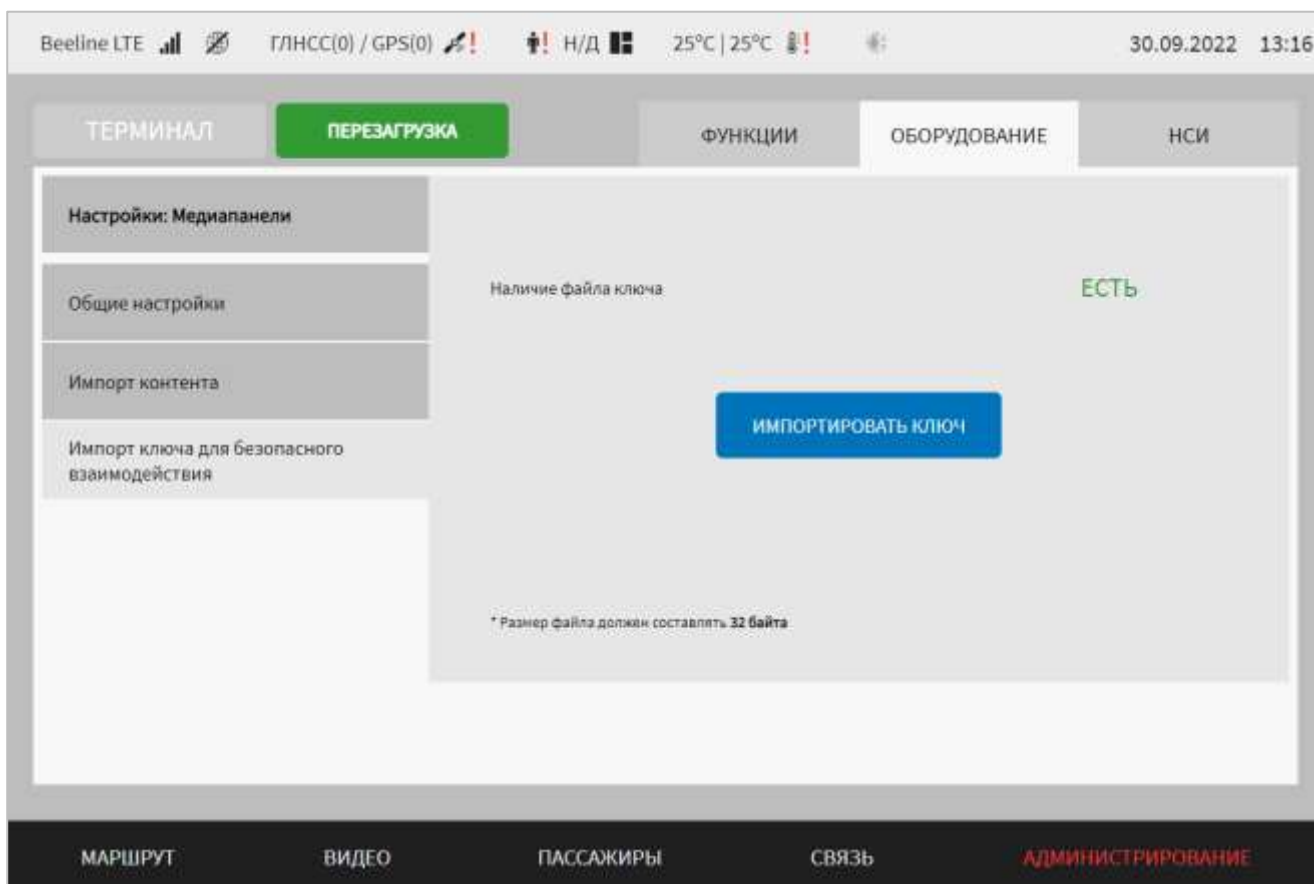 Beeline LTE ГЛНСС(0) / GPS(0) ! ! Н/Д 25°C | 25°C ! 30.09.2022 13:16
ТЕРМИНАЛ ПЕРЕЗАГРУЗКА ФУНКЦИИ ОБОРУДОВАНИЕ НСИ
Настройки: Медиапанели
Общие настройки
Наличие файла ключа ЕСТЬ
Импорт контента
ИМПОРТИРОВАТЬ КЛЮЧ
Импорт ключа для безопасного
взаимодействия
* Размер файла должен составлять 32 байта
МАРШРУТ ВИДЕО ПАССАЖИРЫ СВЯЗЬ АДМИНИСТРИРОВАНИЕ